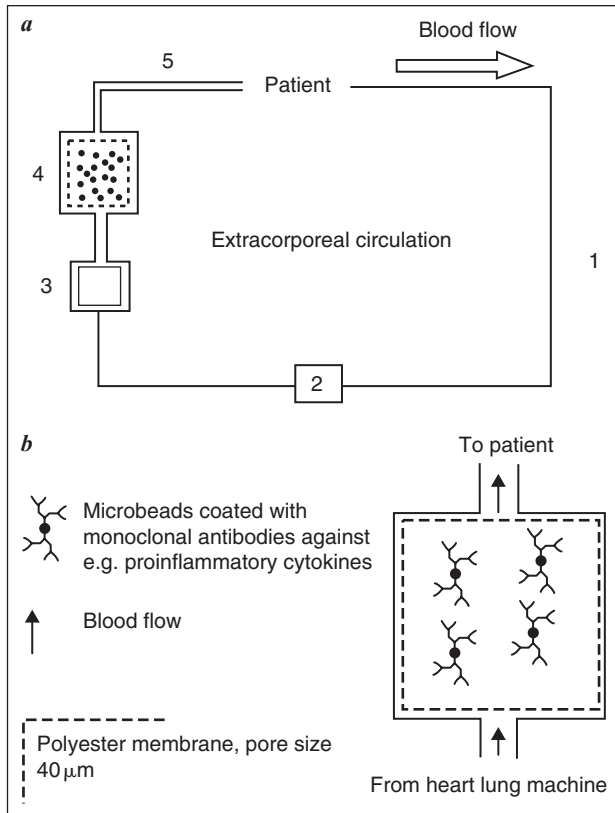 a
Blood flow
5
Patient
4
Extracorporeal circulation
1
3
2
b
To patient
Microbeads coated with
monoclonal antibodies against
e.g. proinflammatory cytokines
Blood flow
Polyester membrane, pore size
40 μm
From heart lung machine